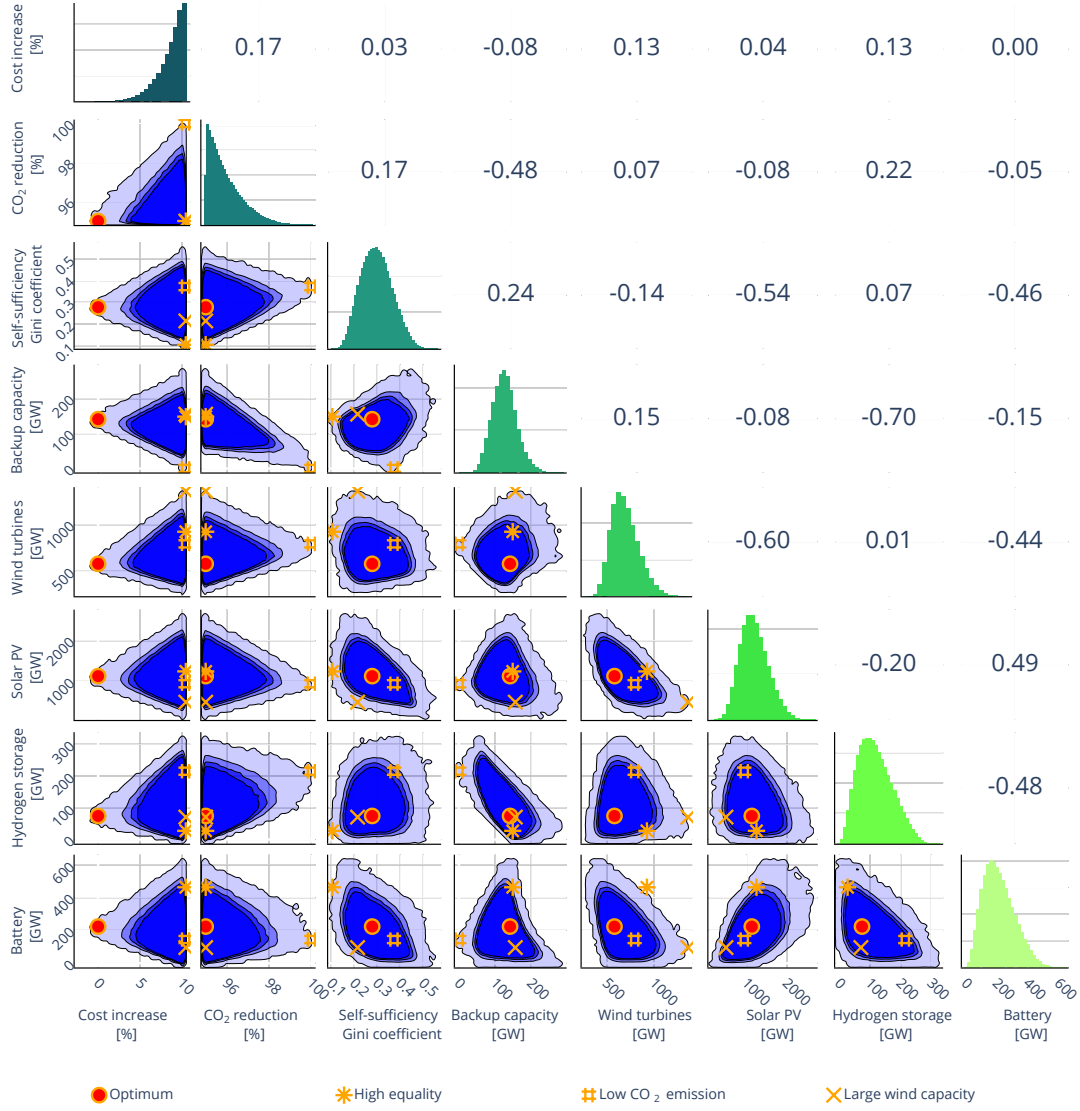 Cost increase
[%]
0.17
0.03
-0.08
0.13
0.04
0.13
0.00
CO2 reduction
[%]
100
98
96
0.17
-0.48
0.07
-0.08
0.22
-0.05
Self-sufficiency
Gini coefficient
0.5
0.4
0.3
0.2
0.1
0.24
-0.14
-0.54
0.07
-0.46
Backup capacity
[GW]
200
100
0
0.15
-0.08
-0.70
-0.15
Wind turbines
[GW]
1000
500
-0.60
0.01
-0.44
Solar PV
[GW]
2000
1000
-0.20
0.49
Hydrogen storage
[GW]
300
200
100
0
-0.48
Battery
[GW]
600
400
200
0
0 5 10
96 98 100
0.1 0.2 0.3 0.4 0.5
0 100 200
500 1000
1000 2000
0 100 200 300
0 200 400 600
Cost increase
[%]
CO2 reduction
[%]
Self-sufficiency
Gini coefficient
Backup capacity
[GW]
Wind turbines
[GW]
Solar PV
[GW]
Hydrogen storage
[GW]
Battery
[GW]
Optimum
High equality
Low CO2 emission
Large wind capacity